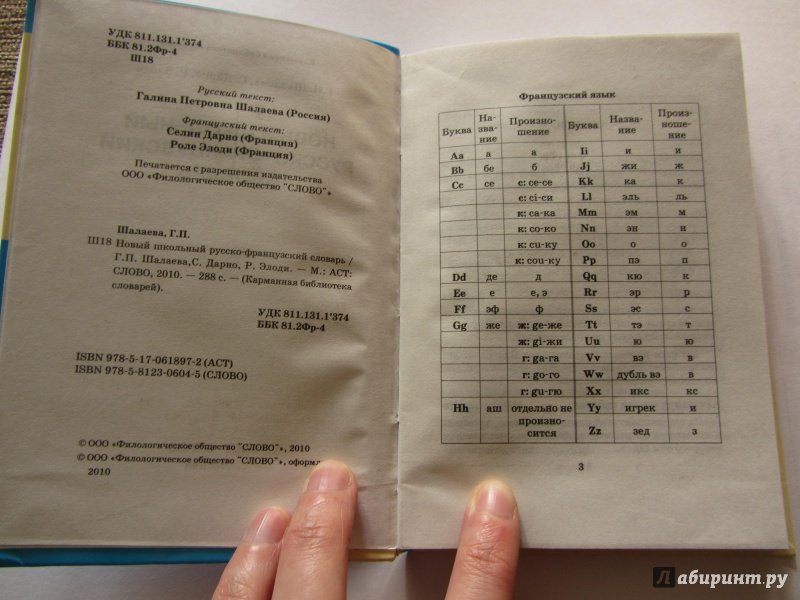 УДК 811.131.1'374
ББК 81.2Фр-4
Ш18
Русский текст:
Галина Петровна Шалаева (Россия)
Французский текст:
Селин Дарно (Франция)
Роле Элоди (Франция)
Печатается с разрешения издательства
ООО «Филологическое общество "СЛОВО"»
Шалаева, Г.П.
Ш18 Новый школьный русско-французский словарь /
Г.П. Шалаева,С. Дарно, Р. Элоди. — М.: АСТ:
СЛОВО, 2010. — 288 с. — (Карманная библиотека
словарей).
УДК 811.131.1'374
ББК 81.2Фр-4
ISBN 978-5-17-061897-2 (АСТ)
ISBN 978-5-8123-0604-5 (СЛОВО)
© ООО «Филологическое общество "СЛОВО"», 2010
© ООО «Филологическое общество "СЛОВО"», оформл
2010
Французский язык
Буква Название Произношение Буква Название Произношение
Aa а а Ii и и
Bb бе б Jj жи ж
Cc се с: ce-се Kk ка к
с: ci-си Ll эль ль
к: ca-ка Mm эм м
к: co-ко Nn эн н
к: cu-ку Oo о о
к: cou-ку Pp пэ п
Dd де д Qq кю к
Ee е е, э Rr эр р
Ff эф ф Ss эс с
Gg же ж: ge-же Tt тэ т
ж: gi-жи Uu ю ю
г: ga-га Vv вэ в
г: go-го Ww дубль вэ в
г: gu-гю Xx икс кс
Hh аш отдельно не произносится Yy игрек и
Zz зед з
3
лабиринт.ру